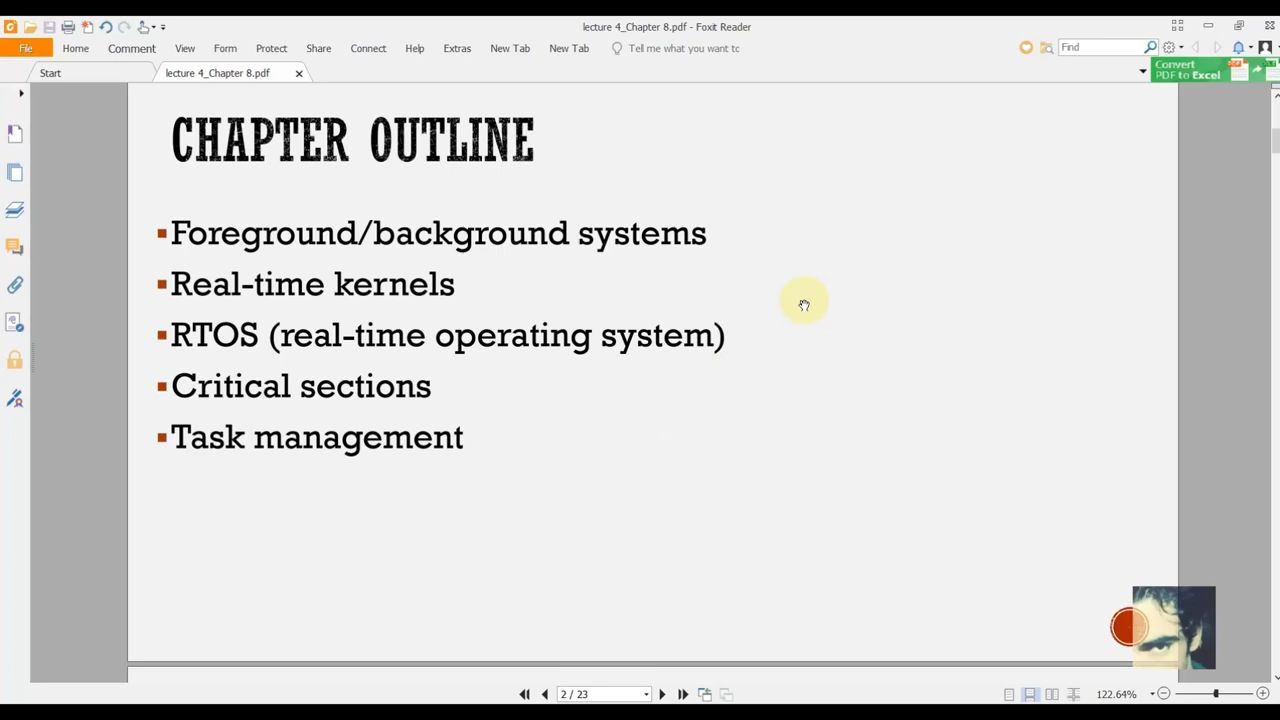 lecture 4_Chapter 8.pdf - Foxit Reader
File Home Comment View Form Protect Share Connect Help Extras New Tab New Tab Tell me what you want tc Find
Start lecture 4_Chapter 8.pdf
Convert
PDF to Excel
CHAPTER OUTLINE
▪Foreground/background systems
▪Real-time kernels
▪RTOS (real-time operating system)
▪Critical sections
▪Task management
2 / 23 122.64%